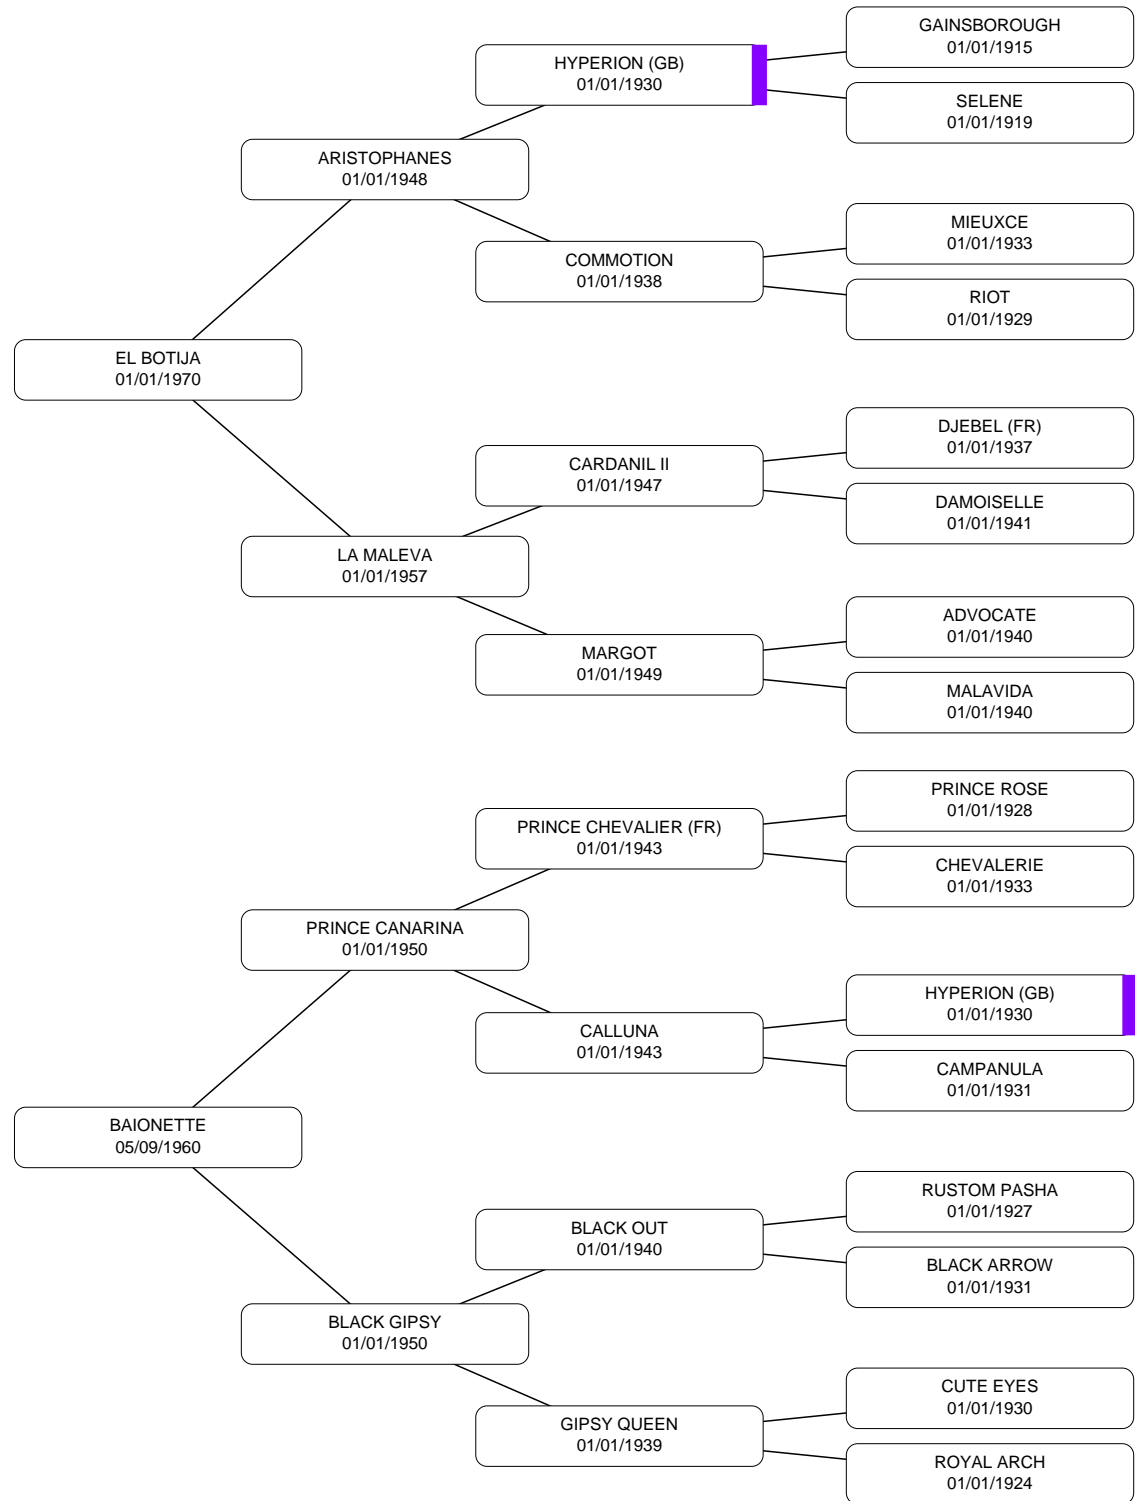 GAINSBOROUGH
01/01/1915
HYPERION (GB)
01/01/1930
SELENE
01/01/1919
ARISTOPHANES
01/01/1948
MIEUXCE
01/01/1933
COMMOTION
01/01/1938
RIOT
01/01/1929
EL BOTIJA
01/01/1970
DJEBEL (FR)
01/01/1937
CARDANIL II
01/01/1947
DAMOISELLE
01/01/1941
LA MALEVA
01/01/1957
ADVOCATE
01/01/1940
MARGOT
01/01/1949
MALAVIDA
01/01/1940
PRINCE ROSE
01/01/1928
PRINCE CHEVALIER (FR)
01/01/1943
CHEVALERIE
01/01/1933
PRINCE CANARINA
01/01/1950
HYPERION (GB)
01/01/1930
CALLUNA
01/01/1943
CAMPANULA
01/01/1931
BAIONETTE
05/09/1960
RUSTOM PASHA
01/01/1927
BLACK OUT
01/01/1940
BLACK ARROW
01/01/1931
BLACK GIPSY
01/01/1950
CUTE EYES
01/01/1930
GIPSY QUEEN
01/01/1939
ROYAL ARCH
01/01/1924